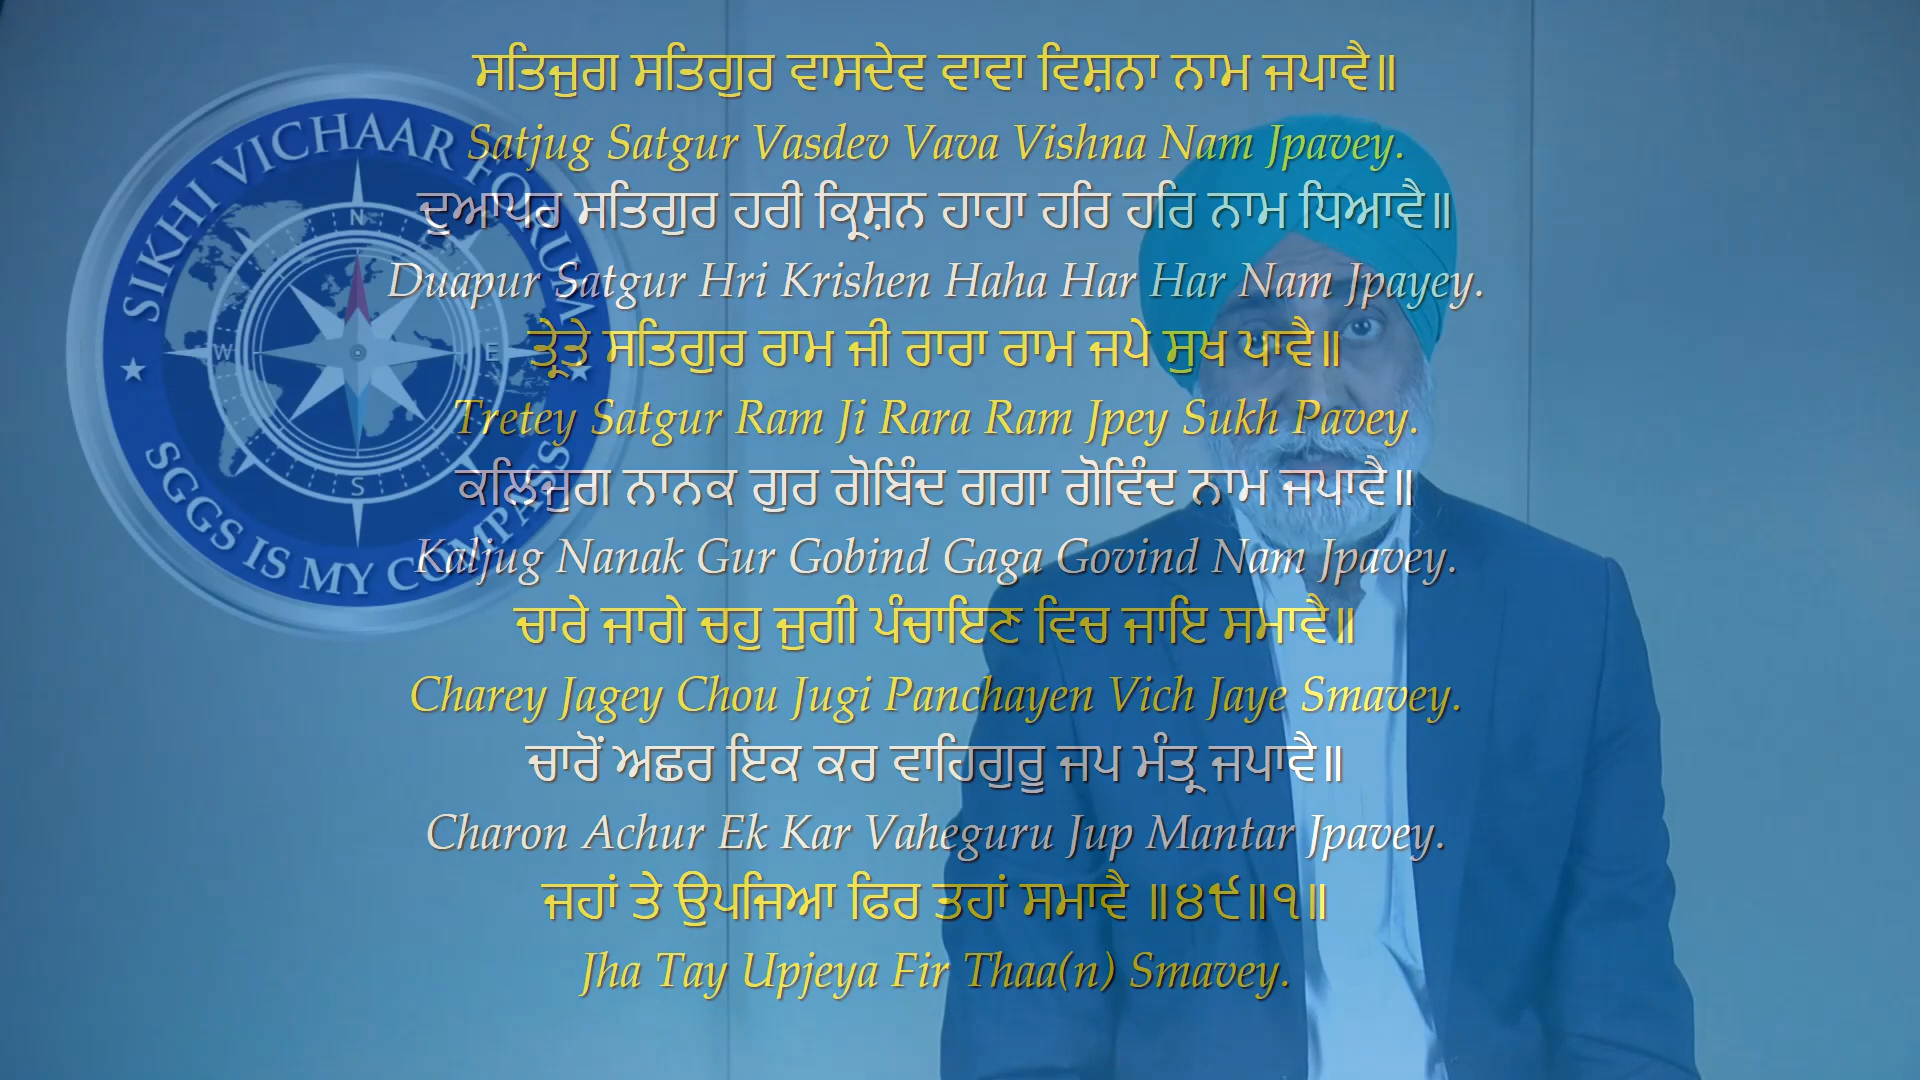 ਸਤਿਜੁਗ ਸਤਿਗੁਰ ਵਾਸਦੇਵ ਵਾਵਾ ਵਿਸ਼ਨਾ ਨਾਮ ਜਪਾਵੈ॥
Satjug Satgur Vasdev Vava Vishna Nam Jpavey.
ਦੁਆਪਰ ਸਤਿਗੁਰ ਹਰੀ ਕ੍ਰਿਸ਼ਨ ਹਾਹਾ ਹਰਿ ਹਰਿ ਨਾਮ ਧਿਆਵੈ॥
Duapur Satgur Hri Krishen Haha Har Har Nam Jpayey.
ਤ੍ਰੇਤੇ ਸਤਿਗੁਰ ਰਾਮ ਜੀ ਰਾਰਾ ਰਾਮ ਜਪੇ ਸੁਖ ਪਾਵੈ॥
Tretey Satgur Ram Ji Rara Ram Jpey Sukh Pavey.
ਕਲਿਜੁਗ ਨਾਨਕ ਗੁਰ ਗੋਬਿੰਦ ਗਗਾ ਗੋਵਿੰਦ ਨਾਮ ਜਪਾਵੈ॥
Kaljug Nanak Gur Gobind Gaga Govind Nam Jpavey.
ਚਾਰੇ ਜਾਗੇ ਚਹੁ ਜੁਗੀ ਪੰਚਾਇਣ ਵਿਚ ਜਾਇ ਸਮਾਵੈ॥
Charey Jagey Chou Jugi Panchayen Vich Jaye Smavey.
ਚਾਰੋਂ ਅਛਰ ਇਕ ਕਰ ਵਾਹਿਗੁਰੂ ਜਪ ਮੰਤ੍ਰ ਜਪਾਵੈ॥
Charon Achur Ek Kar Vaheguru Jup Mantar Jpavey.
ਜਹਾਂ ਤੇ ਉਪਜਿਆ ਫਿਰ ਤਹਾਂ ਸਮਾਵੈ ॥੪੯॥੧॥
Jha Tay Upjeya Fir Thaa(n) Smavey.
SIKHI VICHAAR FORUM
N
W
E
S
SGGS IS MY COMPASS